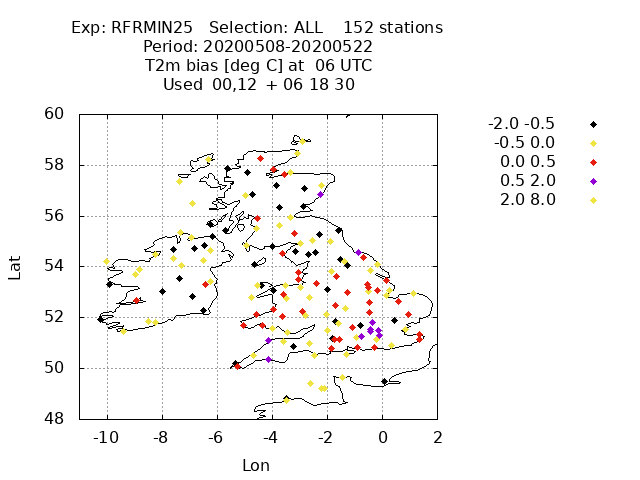 Exp: RFRMIN25 Selection: ALL 152 stations
Period: 20200508-20200522
T2m bias [deg C] at 06 UTC
Used 00,12 + 06 18 30
60
58
56
54
52
50
48
-10 -8 -6 -4 -2 0 2
Lat
Lon
-2.0 -0.5
-0.5 0.0
0.0 0.5
0.5 2.0
2.0 8.0